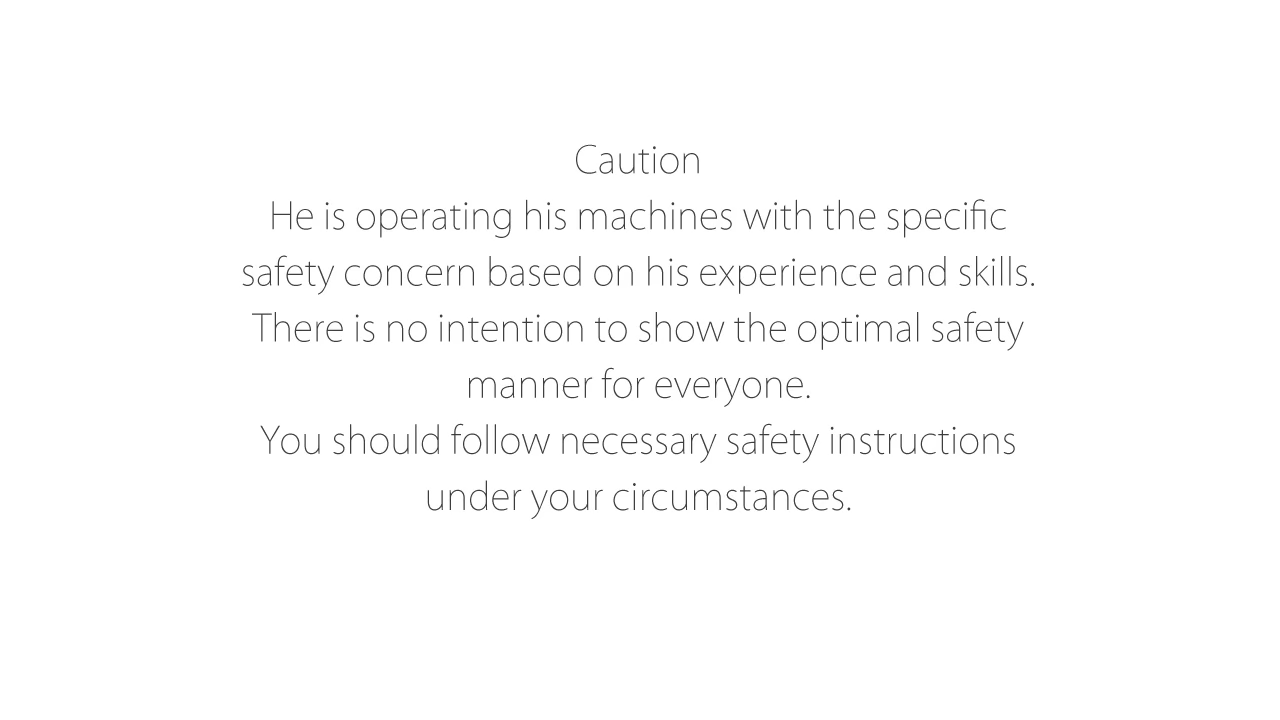 Caution
He is operating his machines with the specific
safety concern based on his experience and skills.
There is no intention to show the optimal safety
manner for everyone.
You should follow necessary safety instructions
under your circumstances.